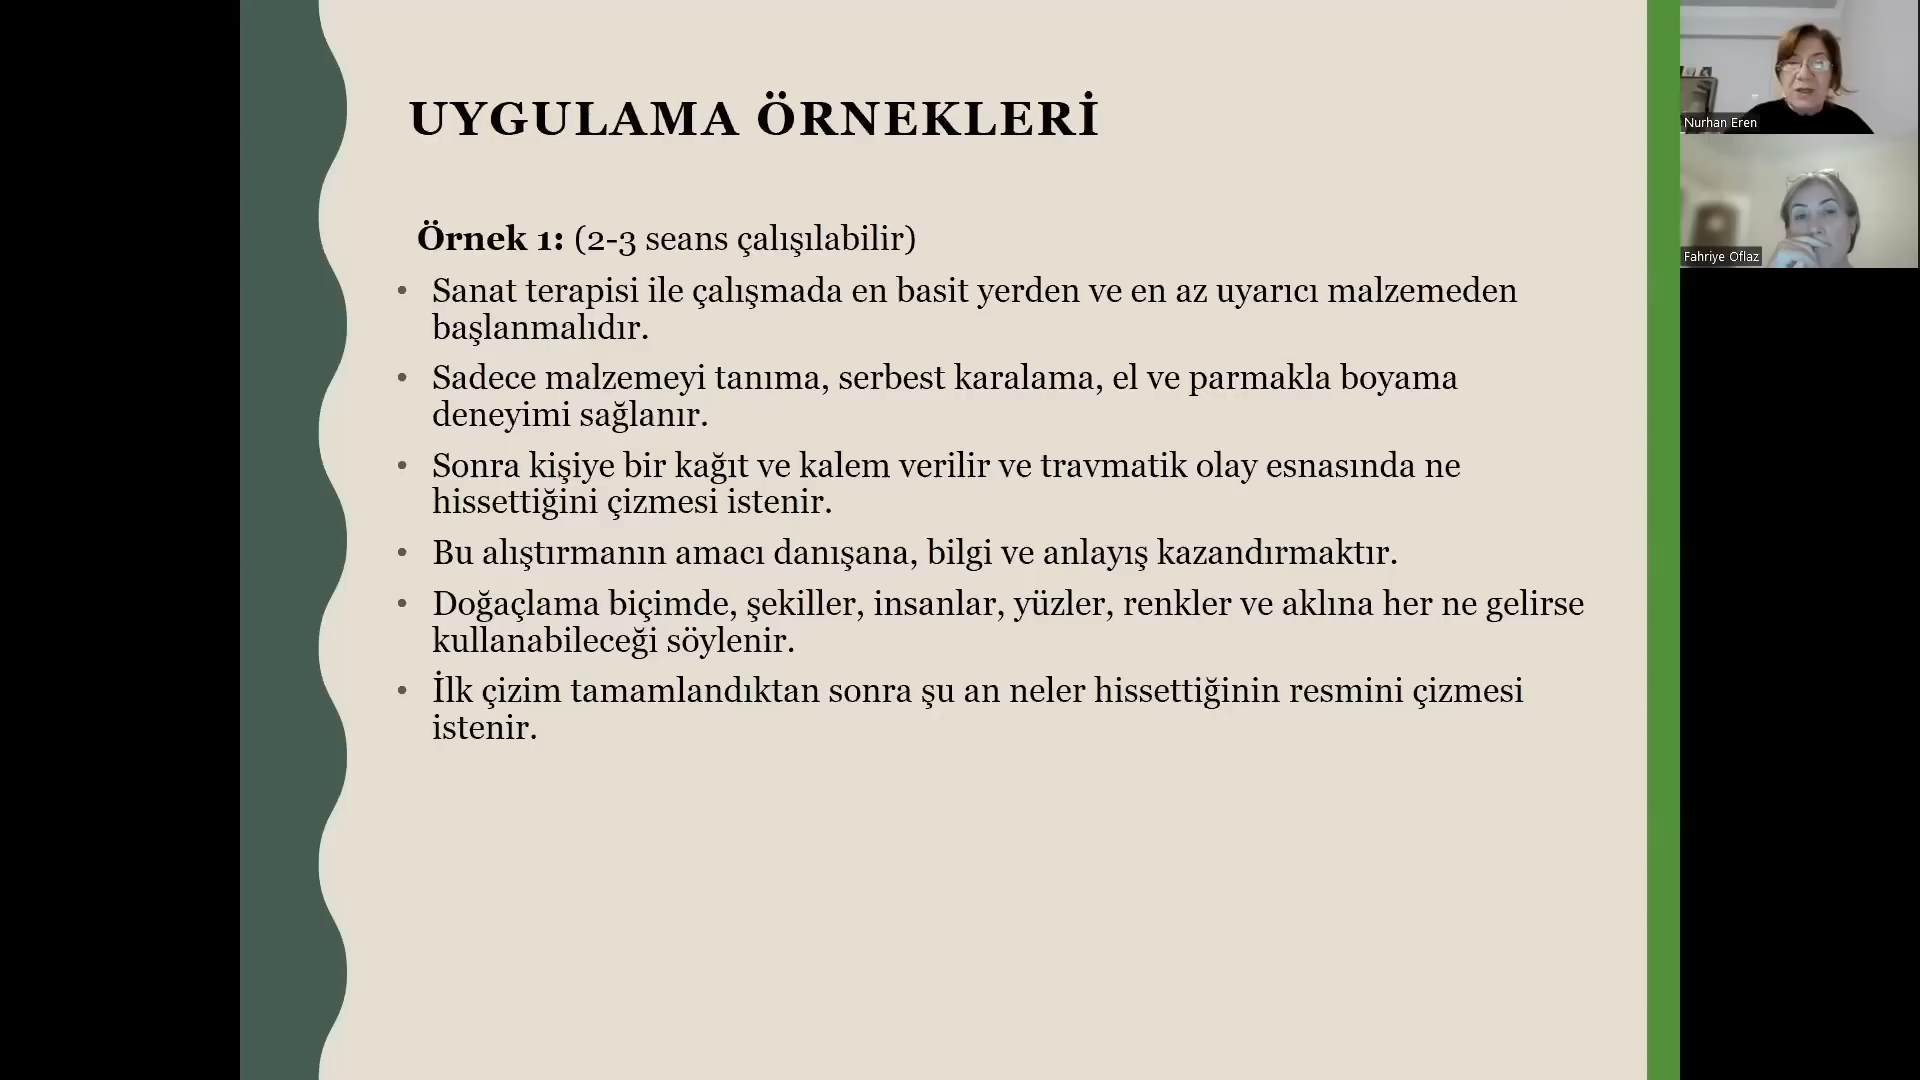 UYGULAMA ÖRNEKLERİ
Örnek 1: (2-3 seans çalışılabilir)
• Sanat terapisi ile çalışmada en basit yerden ve en az uyarıcı malzemeden
başlanmalıdır.
• Sadece malzemeyi tanıma, serbest karalama, el ve parmakla boyama
deneyimi sağlanır.
• Sonra kişiye bir kağıt ve kalem verilir ve travmatik olay esnasında ne
hissettiğini çizmesi istenir.
• Bu alıştırmanın amacı danışana, bilgi ve anlayış kazandırmaktır.
• Doğaçlama biçimde, şekiller, insanlar, yüzler, renkler ve aklına her ne gelirse
kullanabileceği söylenir.
• İlk çizim tamamlandıktan sonra şu an neler hissettiğinin resmini çizmesi
istenir.
Nurhan Eren
Fahriye Oflaz